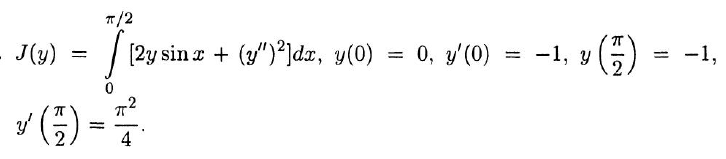 . J(y) = ∫₀^{π/2} [2y sin x + (y'')²]dx, y(0) = 0, y'(0) = −1, y(π/2) = −1,
y'(π/2) = π²/4.